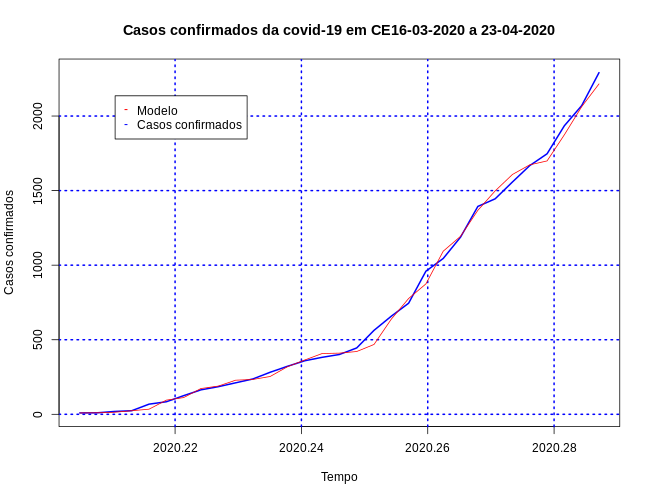 Casos confirmados da covid-19 em CE16-03-2020 a 23-04-2020
Casos confirmados
2000
1500
1000
500
0
- Modelo
- Casos confirmados
2020.22 2020.24 2020.26 2020.28
Tempo